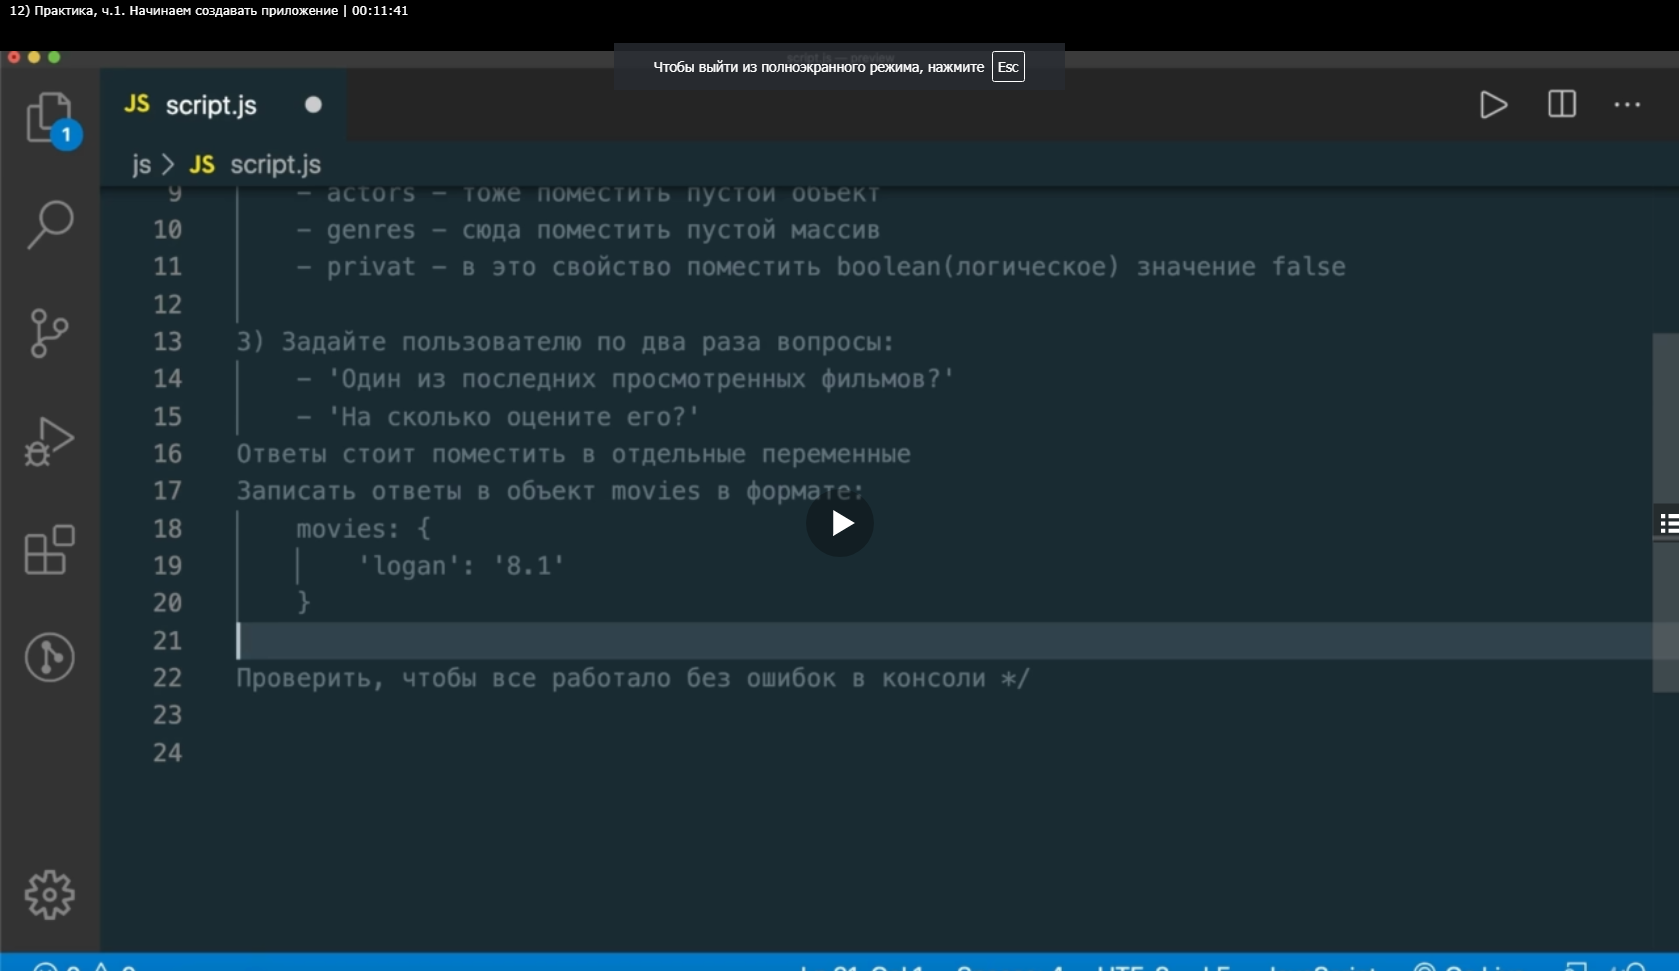 12) Практика, ч.1. Начинаем создавать приложение | 00:11:41
Чтобы выйти из полноэкранного режима, нажмите Esc
1
JS script.js
js > JS script.js
9 - actors - тоже поместить пустой объект
10 - genres - сюда поместить пустой массив
11 - privat - в это свойство поместить boolean(логическое) значение false
12
13 3) Задайте пользователю по два раза вопросы:
14 - 'Один из последних просмотренных фильмов?'
15 - 'На сколько оцените его?'
16 Ответы стоит поместить в отдельные переменные
17 Записать ответы в объект movies в формате:
18 movies: {
19 'logan': '8.1'
20 }
21
22 Проверить, чтобы все работало без ошибок в консоли */
23
24